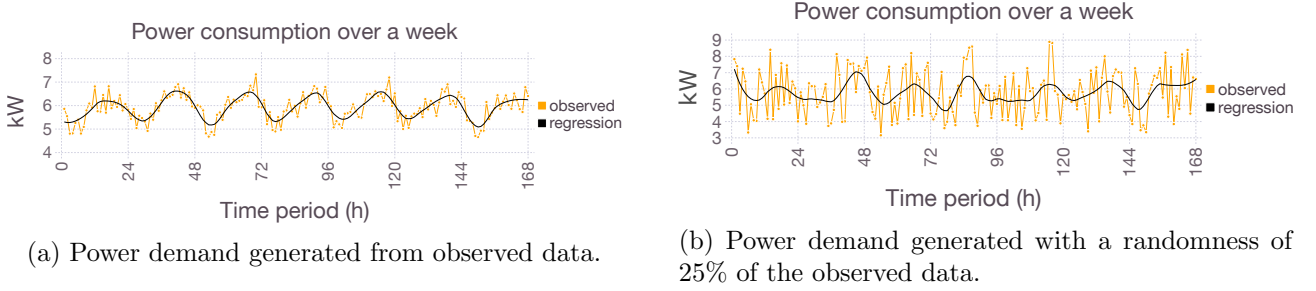 Power consumption over a week
8
7
6
5
4
kW
0
24
48
72
96
120
144
168
Time period (h)
observed
regression
(a) Power demand generated from observed data.
Power consumption over a week
9
8
7
6
5
4
3
kW
0
24
48
72
96
120
144
168
Time period (h)
observed
regression
(b) Power demand generated with a randomness of
25% of the observed data.